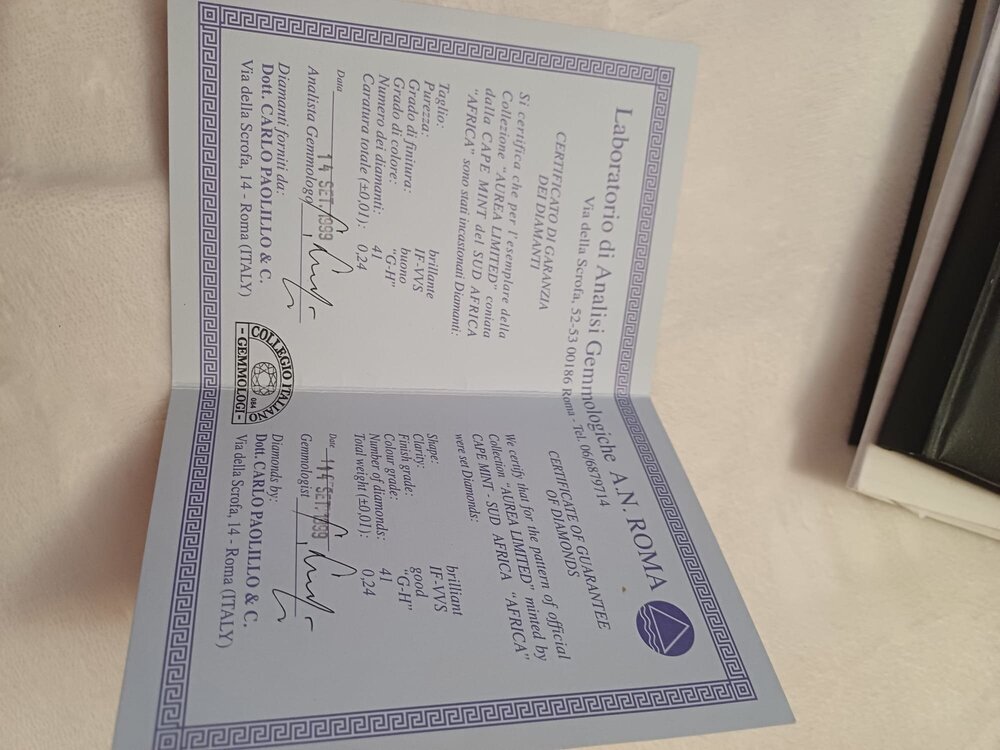 Laboratorio di Analisi Gemmologiche A.N. ROMA
Via della Scrofa, 52-53 00186 Roma - Tel. 06/6879714
CERTIFICATO DI GARANZIA
DEI DIAMANTI
Si certifica che per l'esemplare della
Collezione "AUREA LIMITED" coniata
dalla CAPE MINT del SUD AFRICA
"AFRICA" sono stati incastonati Diamanti:
Taglio: brillante
Purezza: IF-VVS
Grado di finitura: buono
Grado di colore: "G-H"
Numero dei diamanti: 41
Caratura totale (±0,01): 0,24
Data 14 SET. 1999
Analista Gemmologo
Diamanti forniti da:
Dott. CARLO PAOLILLO & C.
Via della Scrofa, 14 - Roma (ITALY)
COLLEGIO ITALIANO
084
- GEMMOLOGI -
CERTIFICATE OF GUARANTEE
OF DIAMONDS
We certify that for the pattern of official
Collection "AUREA LIMITED" minted by
CAPE MINT - SUD AFRICA "AFRICA"
were set Diamonds:
Shape: brilliant
Clarity: IF-VVS
Finish grade: good
Colour grade: "G-H"
Number of diamonds: 41
Total weight (±0,01): 0,24
Date 14 SET. 1999
Gemmologist
Diamonds by:
Dott. CARLO PAOLILLO & C.
Via della Scrofa, 14 - Roma (ITALY)